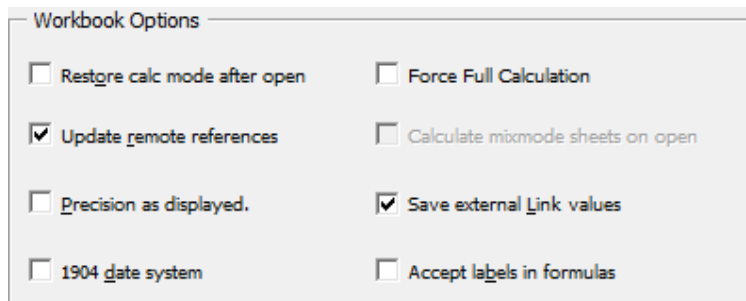 Workbook Options
Restore calc mode after open
Force Full Calculation
Update remote references
Calculate mixmode sheets on open
Precision as displayed.
Save external Link values
1904 date system
Accept labels in formulas